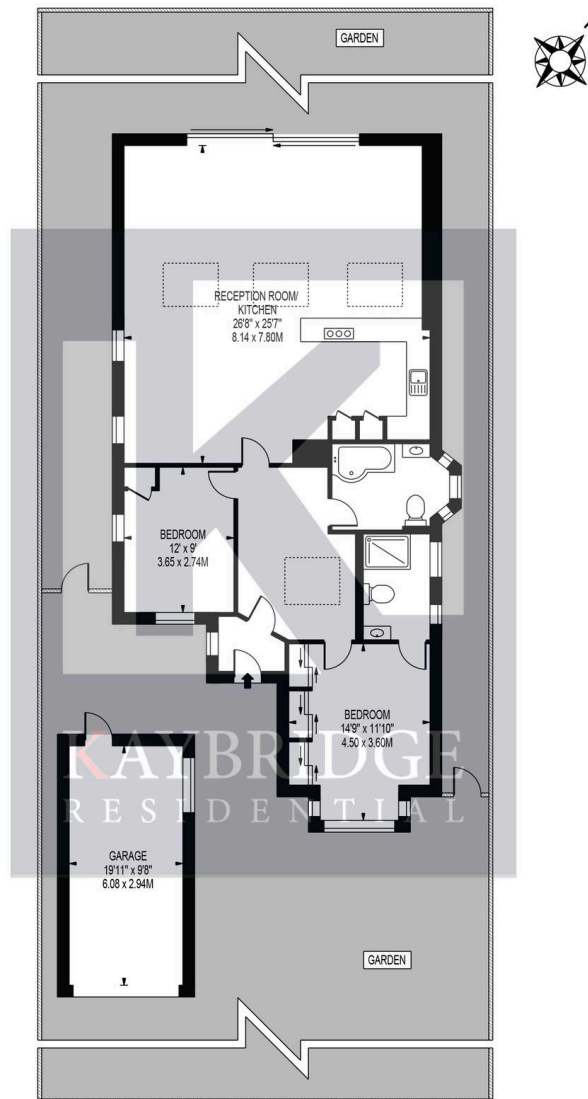 GARDEN
RECEPTION ROOM/
KITCHEN
26'8" x 25'7"
8.14 x 7.80M
BEDROOM
12' x 9'
3.65 x 2.74M
BEDROOM
14'9" x 11'10"
4.50 x 3.60M
KAYBRIDGE
RESIDENTIAL
GARAGE
19'11" x 9'8"
6.08 x 2.94M
GARDEN